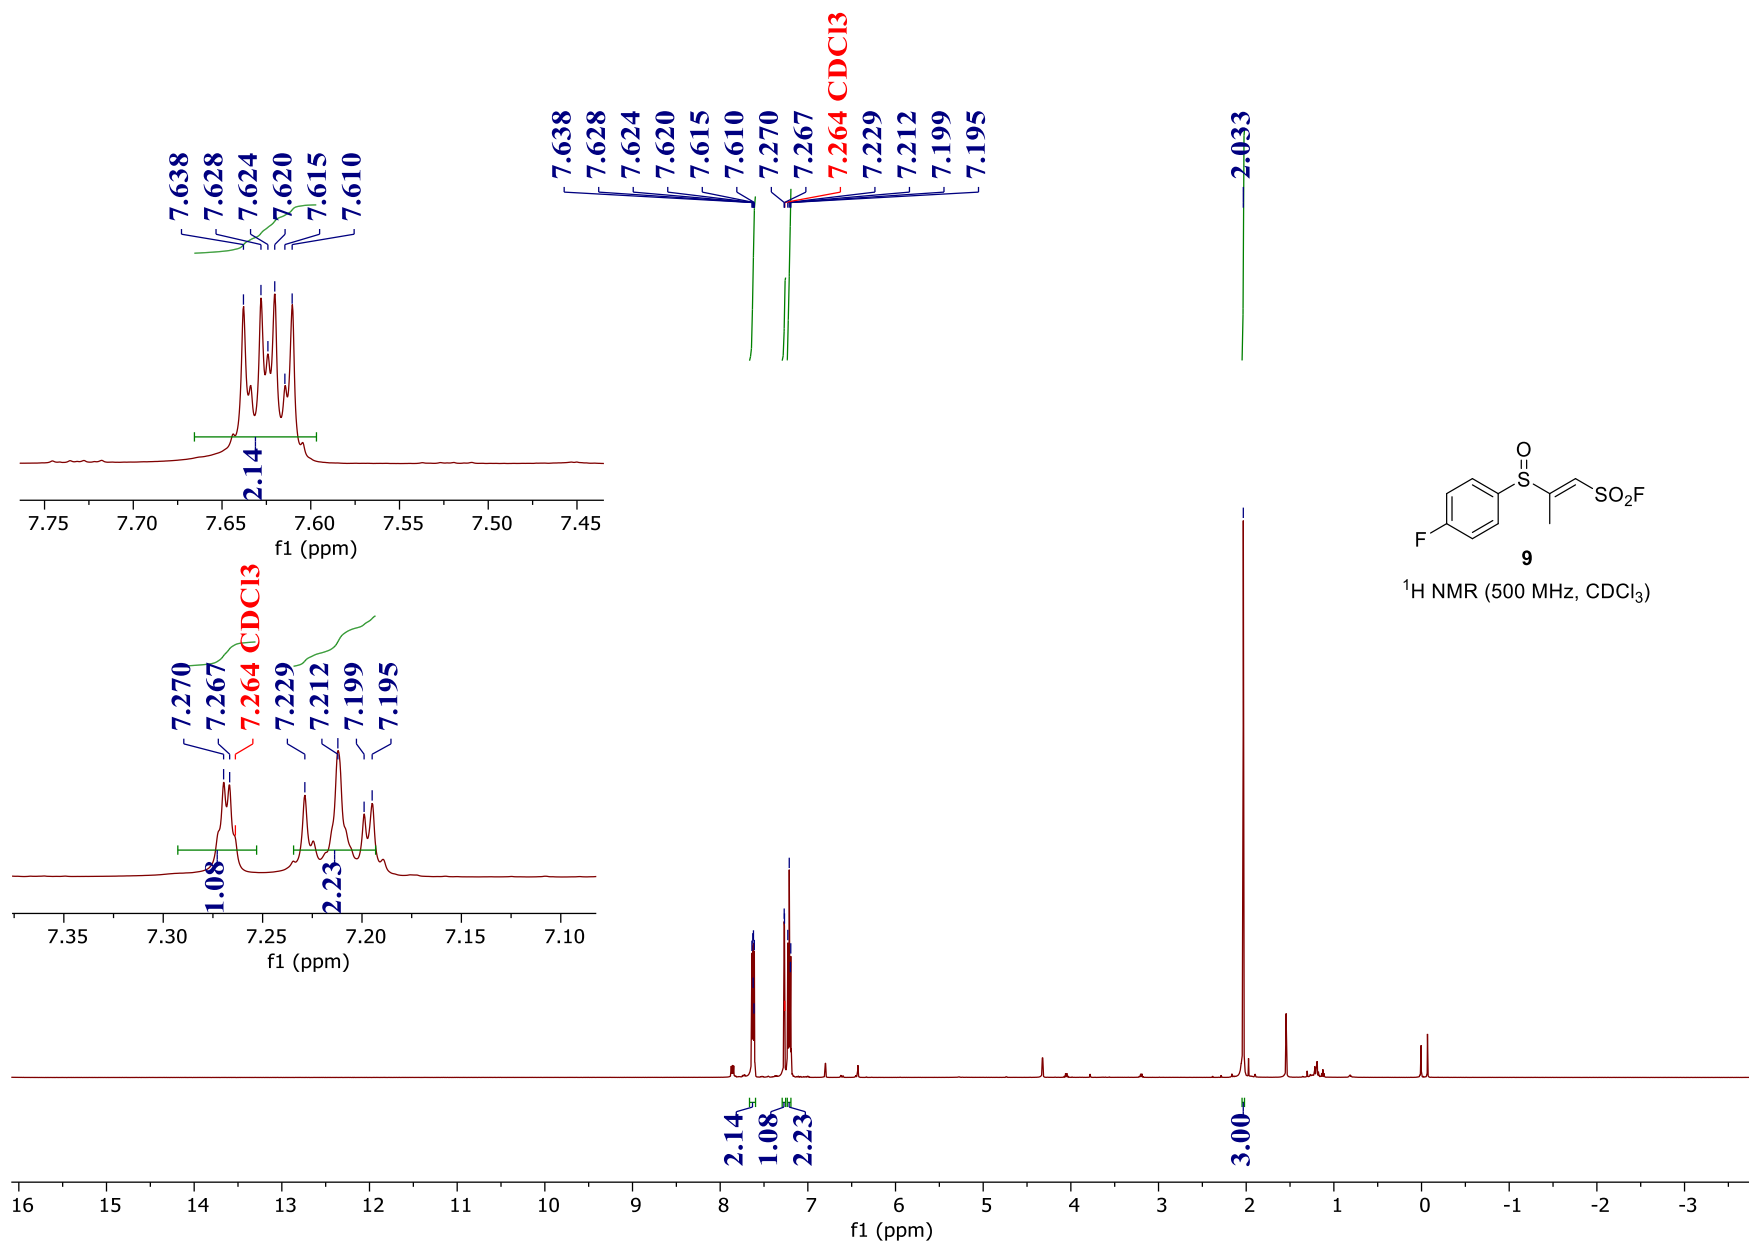 7.638
7.628
7.624
7.620
7.615
7.610
7.270
7.267
7.264 CDCl3
7.229
7.212
7.199
7.195
2.033
7.638
7.628
7.624
7.620
7.615
7.610
2.14
7.75 7.70 7.65 7.60 7.55 7.50 7.45
f1 (ppm)
7.270
7.267
7.264 CDCl3
7.229
7.212
7.199
7.195
1.08
2.23
7.35 7.30 7.25 7.20 7.15 7.10
f1 (ppm)
O
S
SO₂F
F
9
¹H NMR (500 MHz, CDCl₃)
2.14
1.08
2.23
3.00
16 15 14 13 12 11 10 9 8 7 6 5 4 3 2 1 0 -1 -2 -3
f1 (ppm)